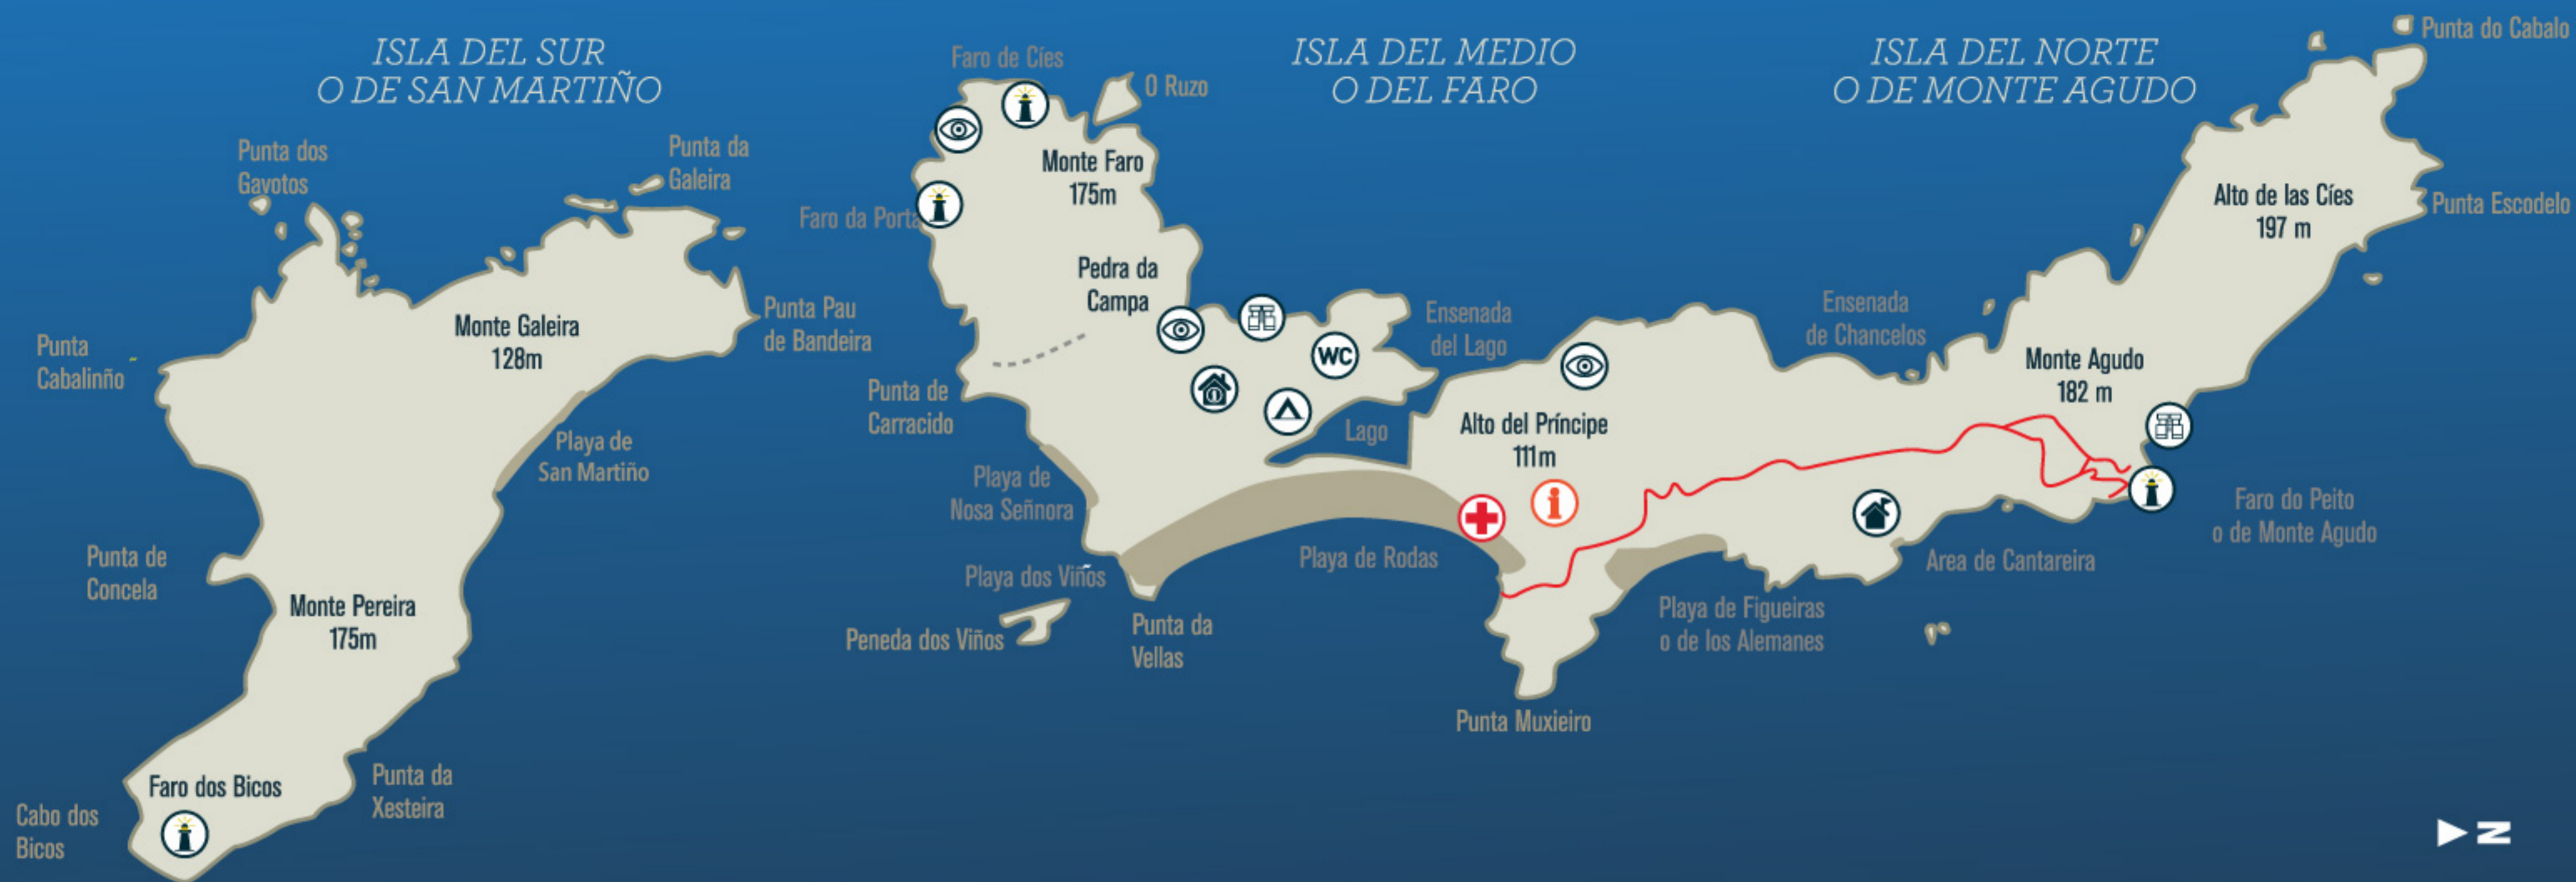 ISLA DEL SUR
O DE SAN MARTIÑO
Punta dos
Gavotos
Punta da
Galeira
Monte Galeira
128m
Punta Pau
de Bandeira
Punta
Cabalinño
Playa de
San Martiño
Punta de
Concela
Monte Pereira
175m
Faro dos Bicos
Punta da
Xesteira
Cabo dos
Bicos
ISLA DEL MEDIO
O DEL FARO
Faro de Cíes
O Ruzo
Monte Faro
175m
Faro da Porta
Pedra da
Campa
WC
Ensenada
del Lago
Punta de
Carracido
Lago
Playa de
Nosa Señnora
Playa de Rodas
Playa dos Viños
Peneda dos Viños
Punta da
Vellas
ISLA DEL NORTE
O DE MONTE AGUDO
Punta do Cabalo
Alto de las Cíes
197 m
Punta Escodelo
Ensenada
de Chancelos
Monte Agudo
182 m
Alto del Príncipe
111m
i
Faro do Peito
o de Monte Agudo
Area de Cantareira
Playa de Figueiras
o de los Alemanes
Punta Muxieiro
N